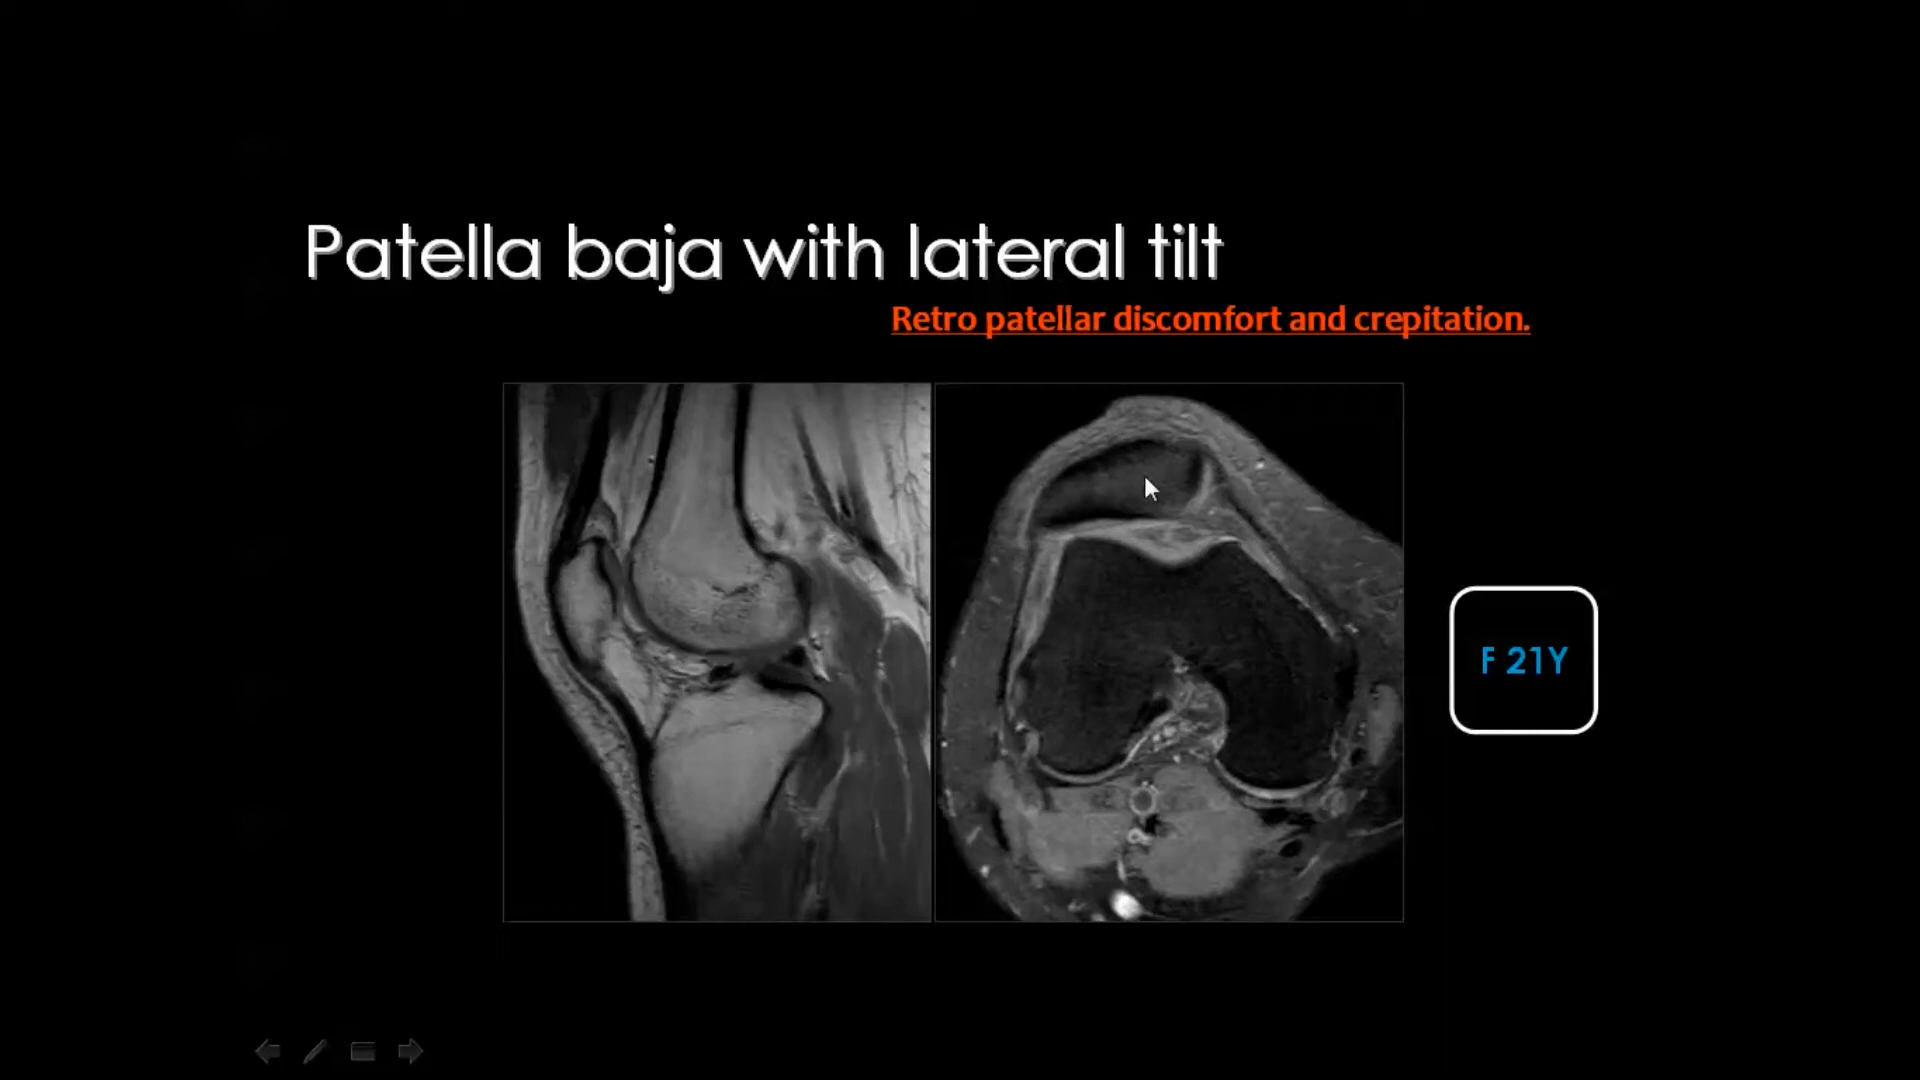 Patella baja with lateral tilt
Retro patellar discomfort and crepitation.
F 21Y